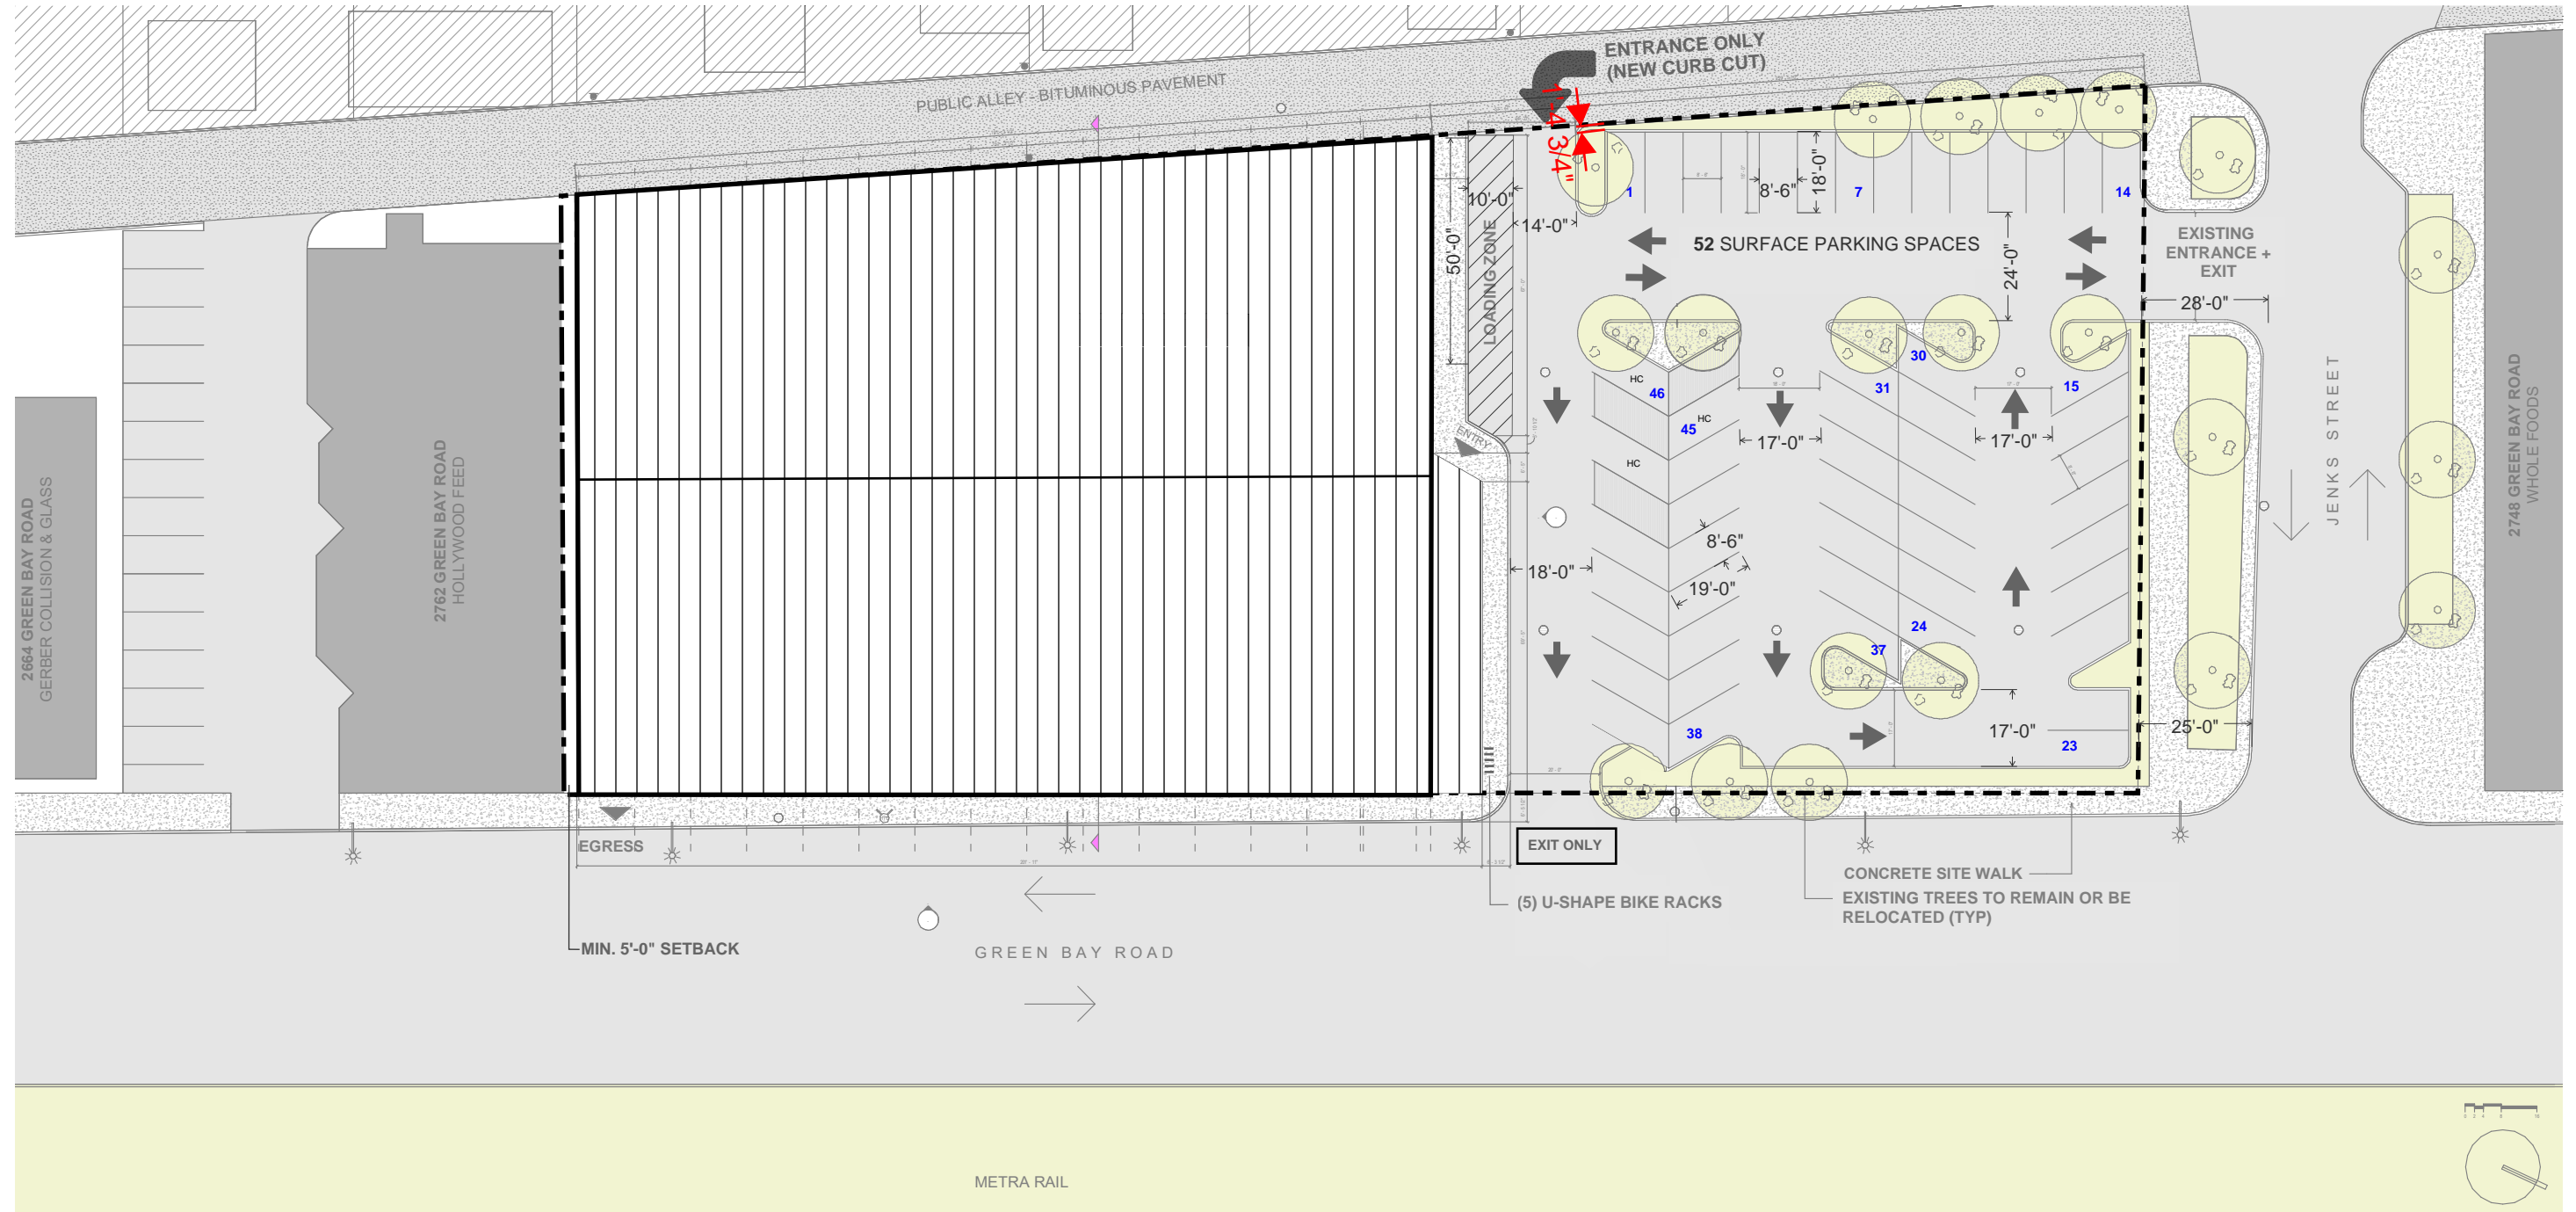 ENTRANCE ONLY
(NEW CURB CUT)
PUBLIC ALLEY - BITUMINOUS PAVEMENT
1'-4 3/4"
10'-0"
14'-0"
50'-0"
LOADING ZONE
1
8'-6"
18'-0"
7
14
52 SURFACE PARKING SPACES
24'-0"
EXISTING
ENTRANCE +
EXIT
28'-0"
HC
46
45
HC
HC
17'-0"
31
30
17'-0"
15
ENTRY
18'-0"
8'-6"
19'-0"
24
37
38
17'-0"
23
25'-0"
JENKS STREET
2748 GREEN BAY ROAD
WHOLE FOODS
2664 GREEN BAY ROAD
GERBER COLLISION & GLASS
2762 GREEN BAY ROAD
HOLLYWOOD FEED
EGRESS
EXIT ONLY
CONCRETE SITE WALK
EXISTING TREES TO REMAIN OR BE
RELOCATED (TYP)
(5) U-SHAPE BIKE RACKS
MIN. 5'-0" SETBACK
GREEN BAY ROAD
METRA RAIL